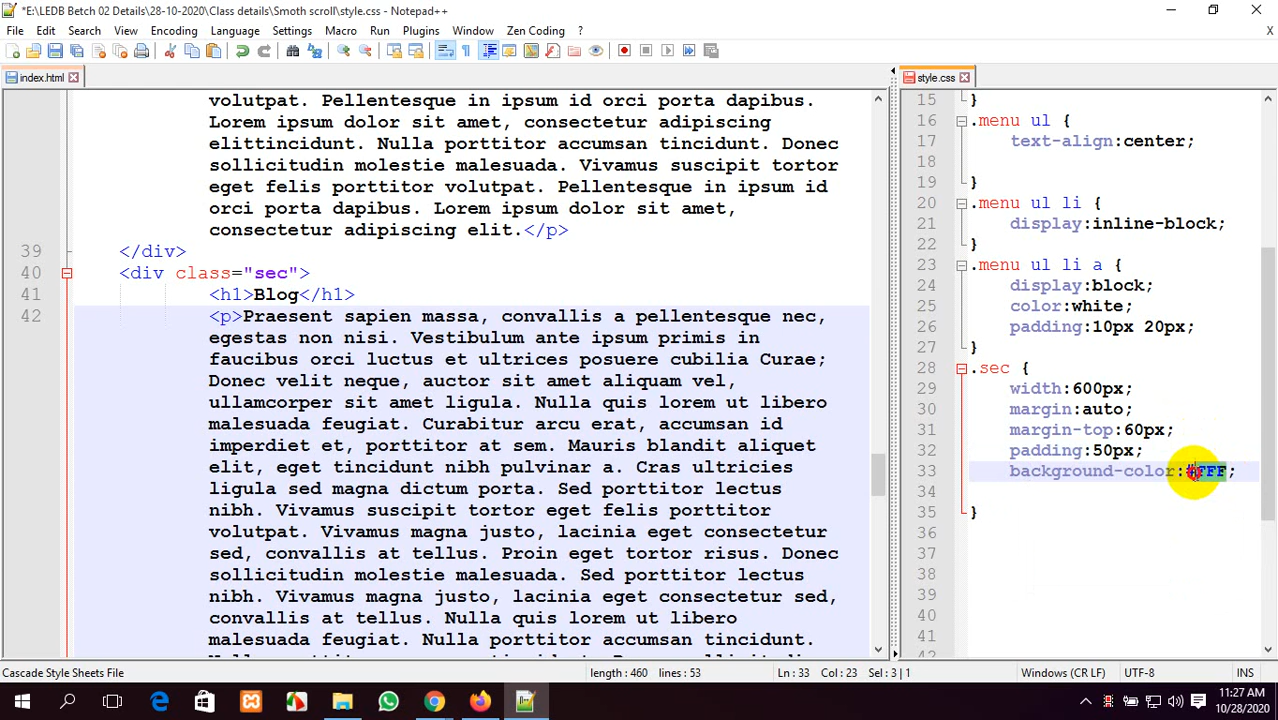 *E:\LEDB Betch 02 Details\28-10-2020\Class details\Smoth scroll\style.css - Notepad++
File Edit Search View Encoding Language Settings Macro Run Plugins Window Zen Coding ? X
index.html
volutpat. Pellentesque in ipsum id orci porta dapibus.
Lorem ipsum dolor sit amet, consectetur adipiscing
elittincidunt. Nulla porttitor accumsan tincidunt. Donec
sollicitudin molestie malesuada. Vivamus suscipit tortor
eget felis porttitor volutpat. Pellentesque in ipsum id
orci porta dapibus. Lorem ipsum dolor sit amet,
consectetur adipiscing elit.</p>
39 </div>
40 <div class="sec">
41 <h1>Blog</h1>
42 <p>Praesent sapien massa, convallis a pellentesque nec,
egestas non nisi. Vestibulum ante ipsum primis in
faucibus orci luctus et ultrices posuere cubilia Curae;
Donec velit neque, auctor sit amet aliquam vel,
ullamcorper sit amet ligula. Nulla quis lorem ut libero
malesuada feugiat. Curabitur arcu erat, accumsan id
imperdiet et, porttitor at sem. Mauris blandit aliquet
elit, eget tincidunt nibh pulvinar a. Cras ultricies
ligula sed magna dictum porta. Sed porttitor lectus
nibh. Vivamus suscipit tortor eget felis porttitor
volutpat. Vivamus magna justo, lacinia eget consectetur
sed, convallis at tellus. Proin eget tortor risus. Donec
sollicitudin molestie malesuada. Sed porttitor lectus
nibh. Vivamus magna justo, lacinia eget consectetur sed,
convallis at tellus. Nulla quis lorem ut libero
malesuada feugiat. Nulla porttitor accumsan tincidunt.
style.css
15 }
16 .menu ul {
17 text-align:center;
18
19 }
20 .menu ul li {
21 display:inline-block;
22 }
23 .menu ul li a {
24 display:block;
25 color:white;
26 padding:10px 20px;
27 }
28 .sec {
29 width:600px;
30 margin:auto;
31 margin-top:60px;
32 padding:50px;
33 background-color:#FFF;
34
35 }
36
37
38
39
40
41
Cascade Style Sheets File length : 460 lines : 53 Ln : 33 Col : 23 Sel : 3 | 1 Windows (CR LF) UTF-8 INS
11:27 AM
10/28/2020